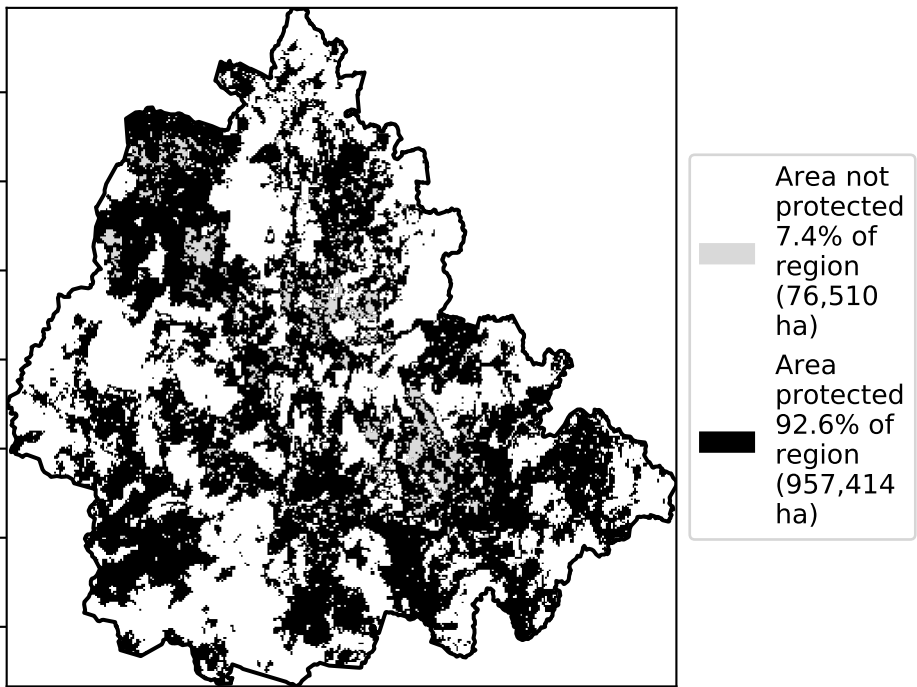 Area not
protected
7.4% of
region
(76,510
ha)
Area
protected
92.6% of
region
(957,414
ha)